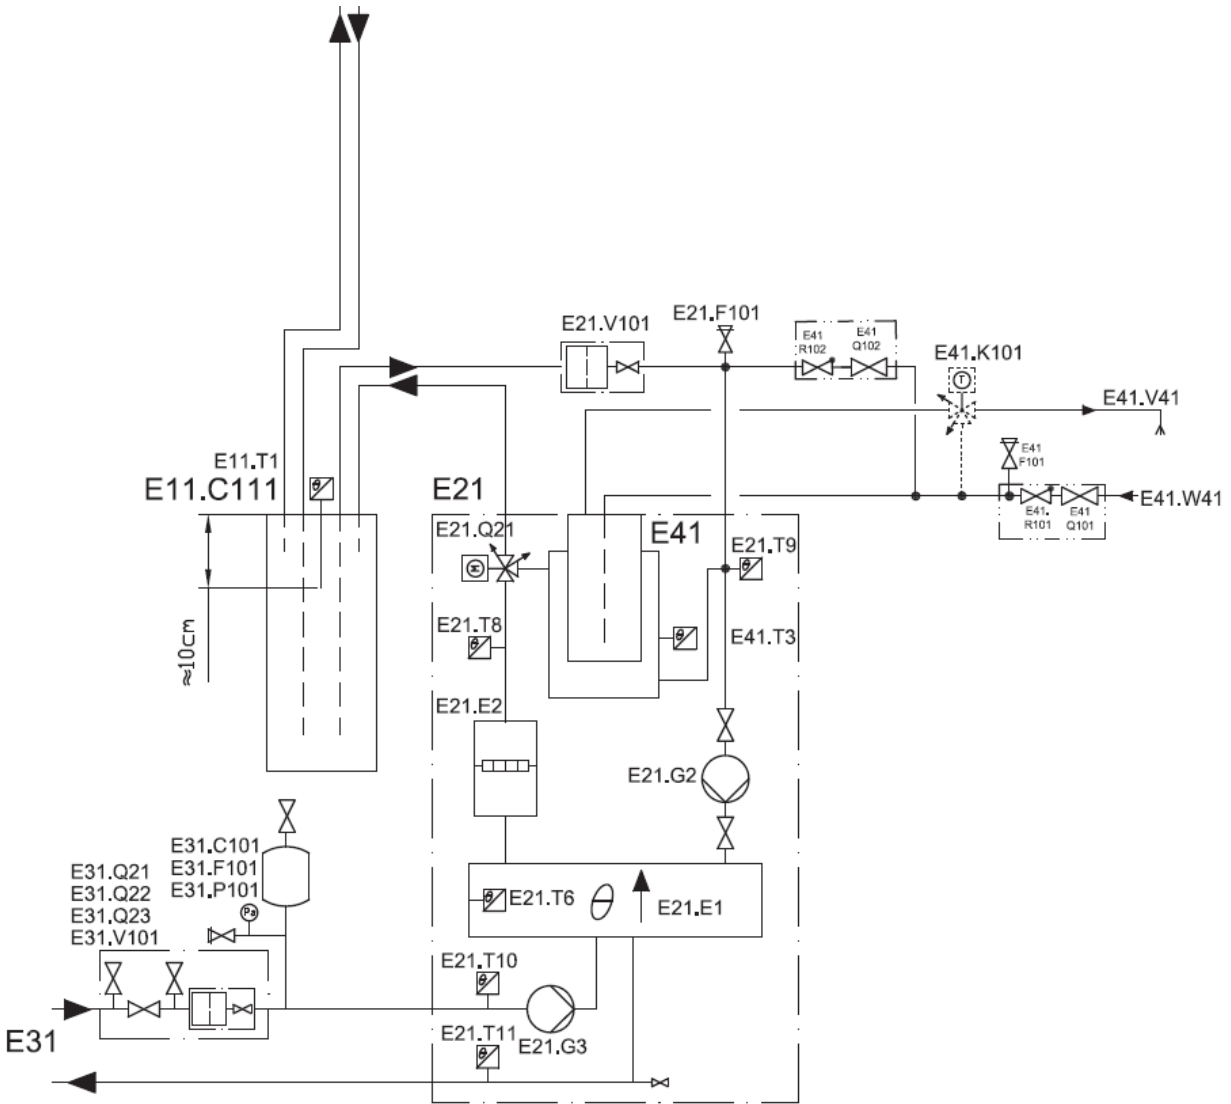 E21.V101
E21.F101
E41
R102
E41
Q102
E41.K101
T
E41.V41
E11.T1
E11.C111
θ
E21
E41
F101
E21.Q21
E41
E41.
R101
E41
Q101
E41.W41
M
E21.T9
θ
≈10cm
E21.T8
θ
θ
E41.T3
E21.E2
E21.G2
E31.C101
E31.F101
E31.P101
E31.Q21
E31.Q22
E31.Q23
E31.V101
Pa
θ
E21.T6
E21.E1
E21.T10
θ
E31
E21.T11
θ
E21.G3